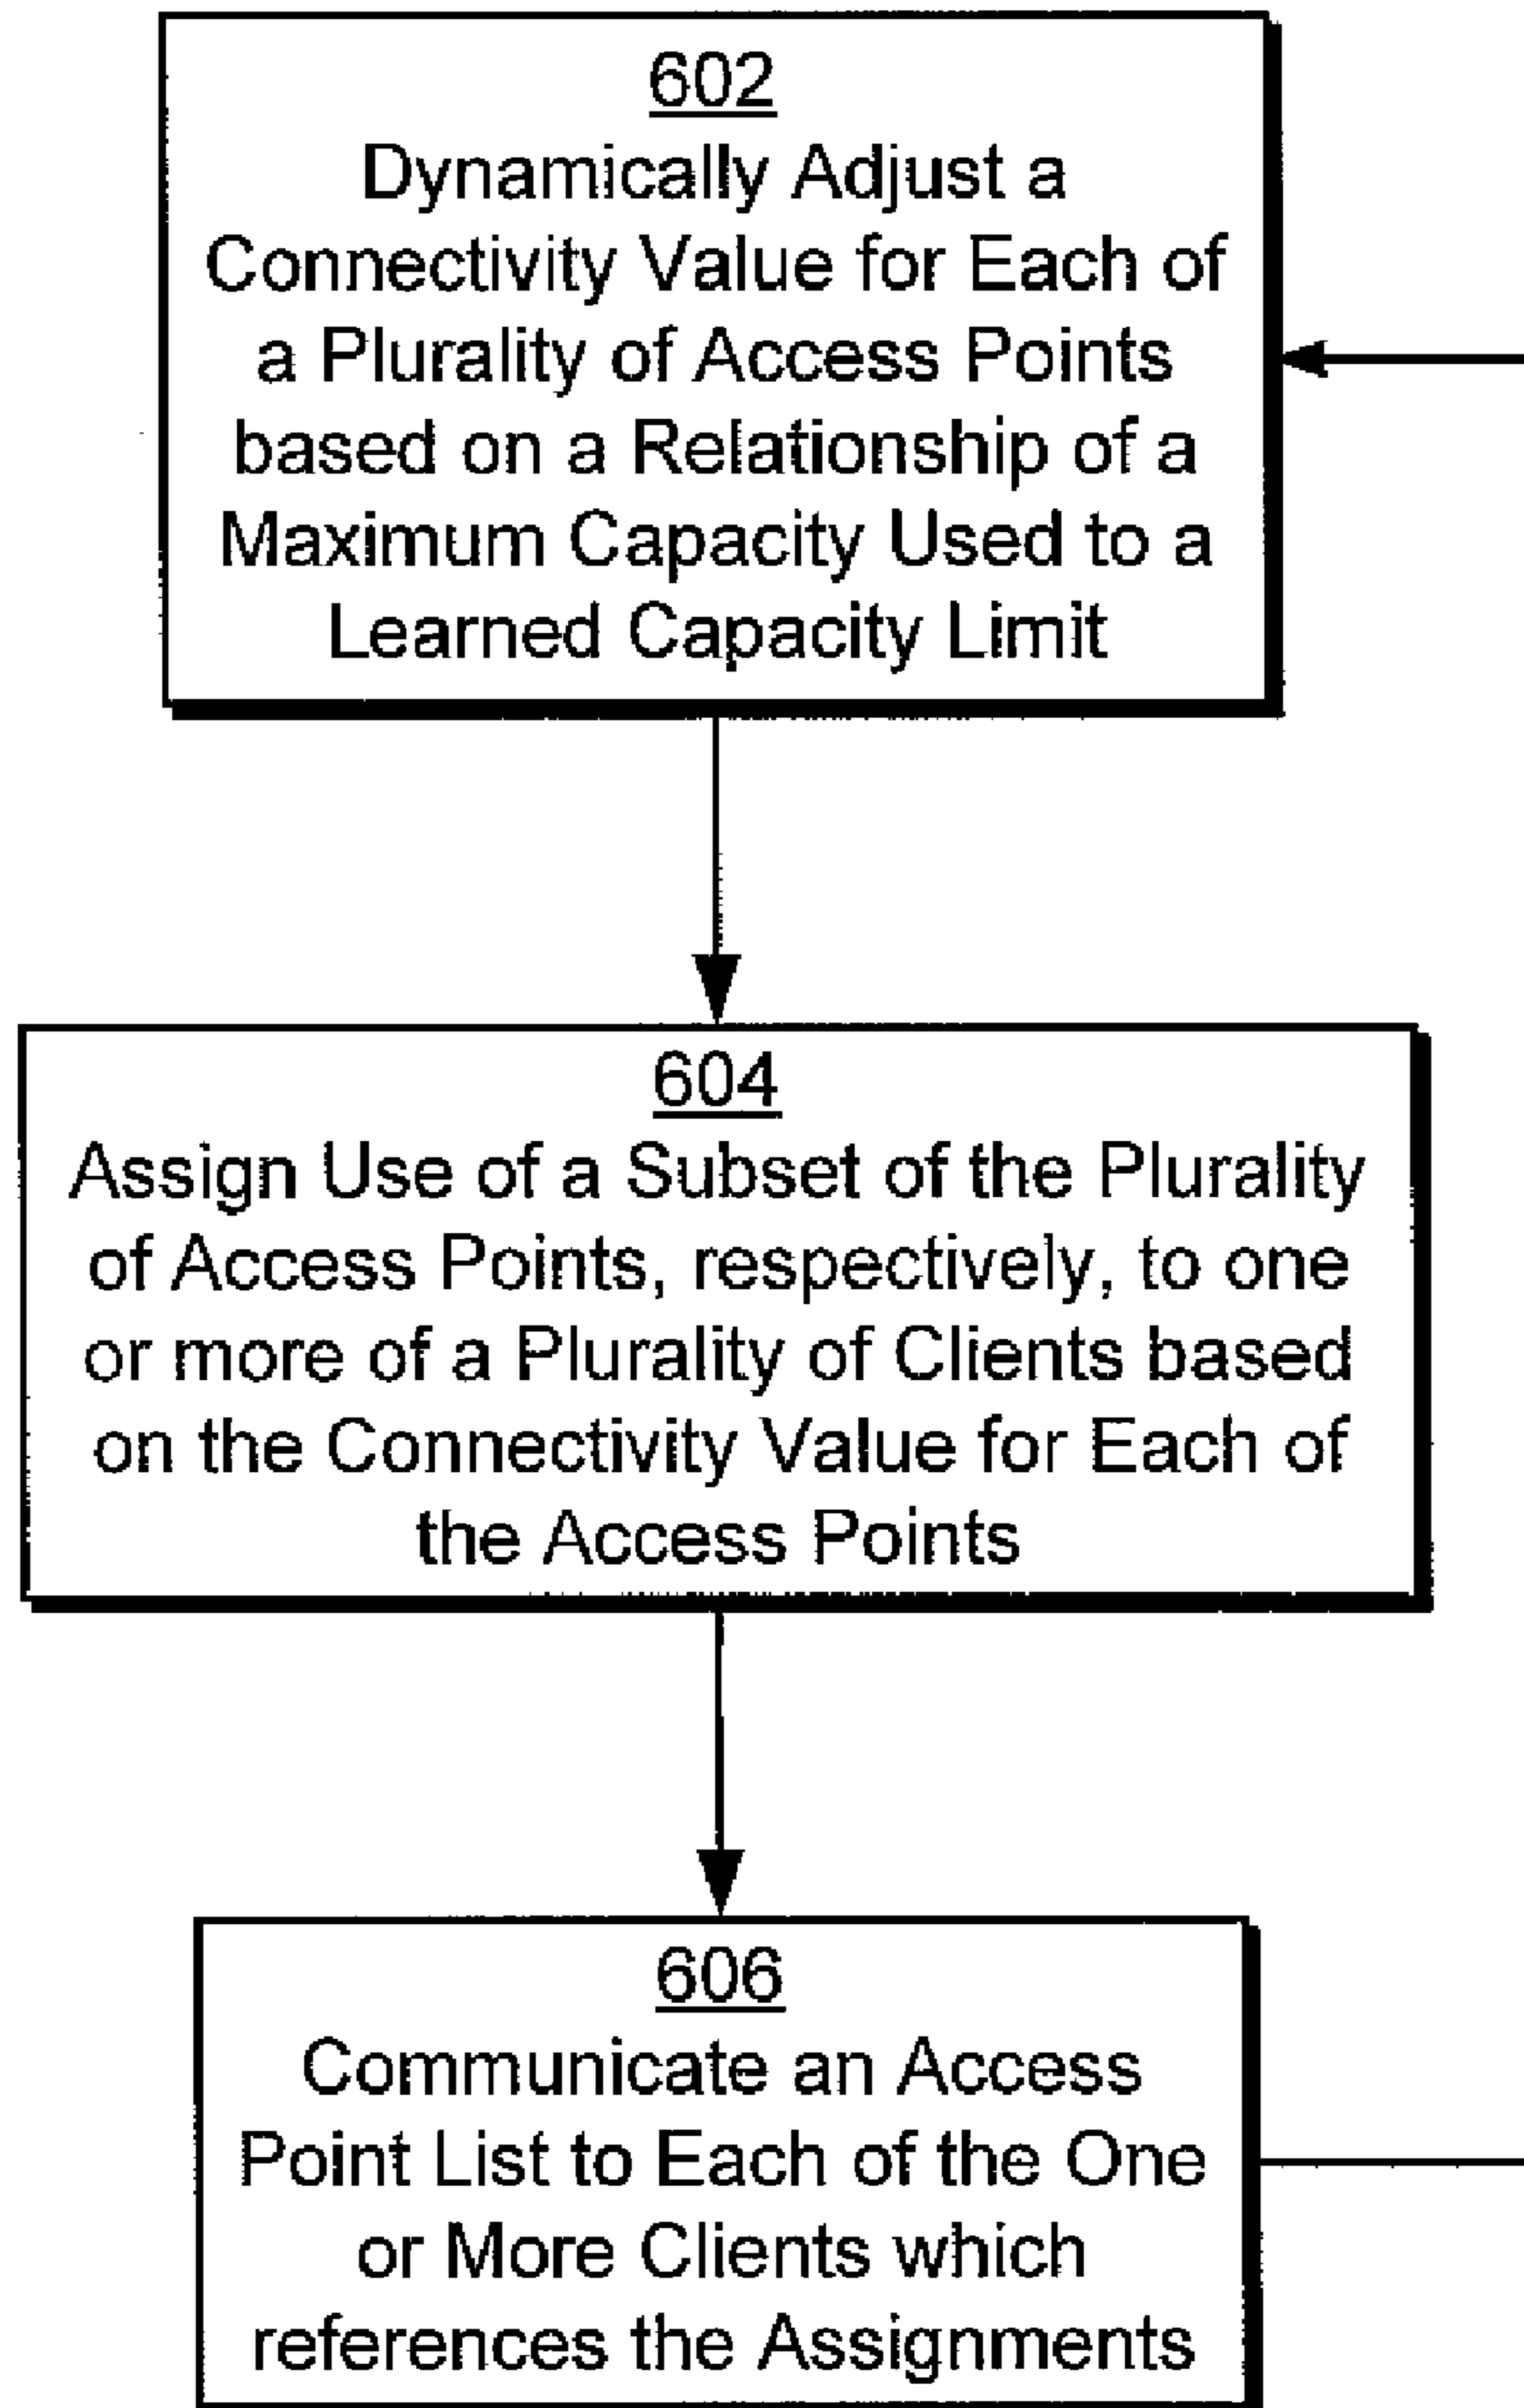 602
Dynamically Adjust a
Connectivity Value for Each of
a Plurality of Access Points
based on a Relationship of a
Maximum Capacity Used to a
Learned Capacity Limit
604
Assign Use of a Subset of the Plurality
of Access Points, respectively, to one
or more of a Plurality of Clients based
on the Connectivity Value for Each of
the Access Points
606
Communicate an Access
Point List to Each of the One
or More Clients which
references the Assignments